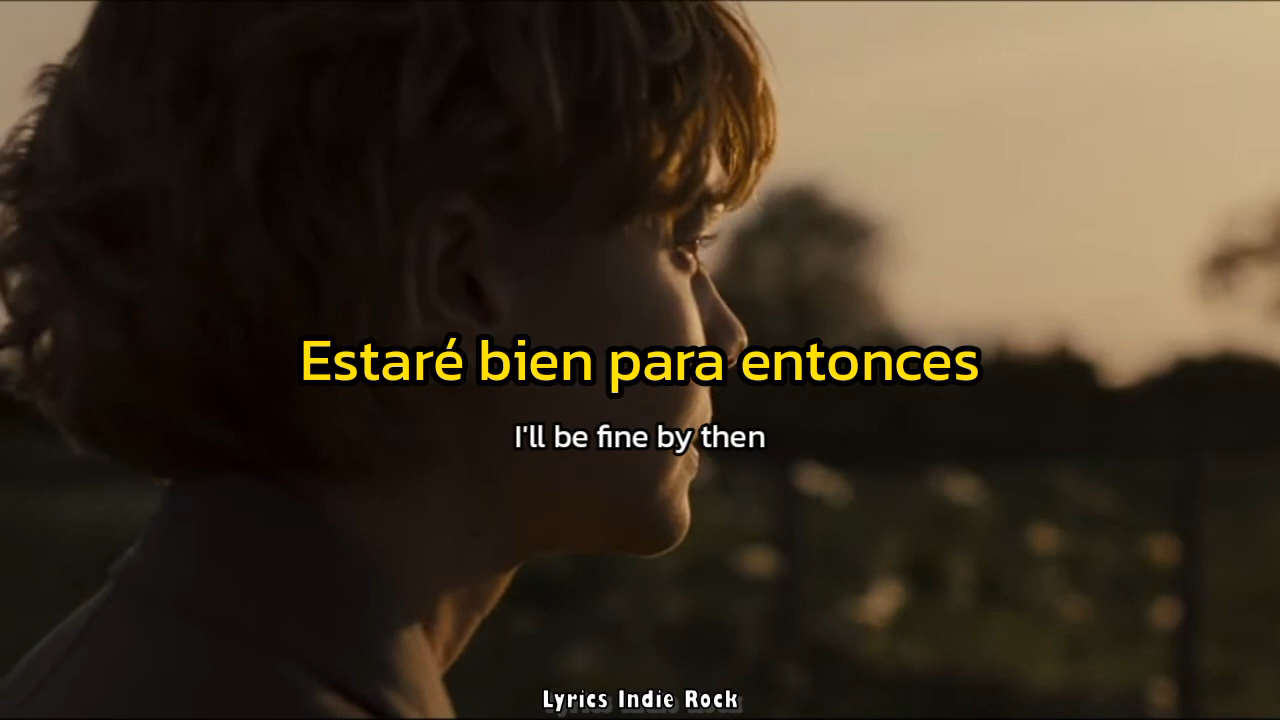 Estaré bien para entonces
I'll be fine by then
Lyrics Indie Rock